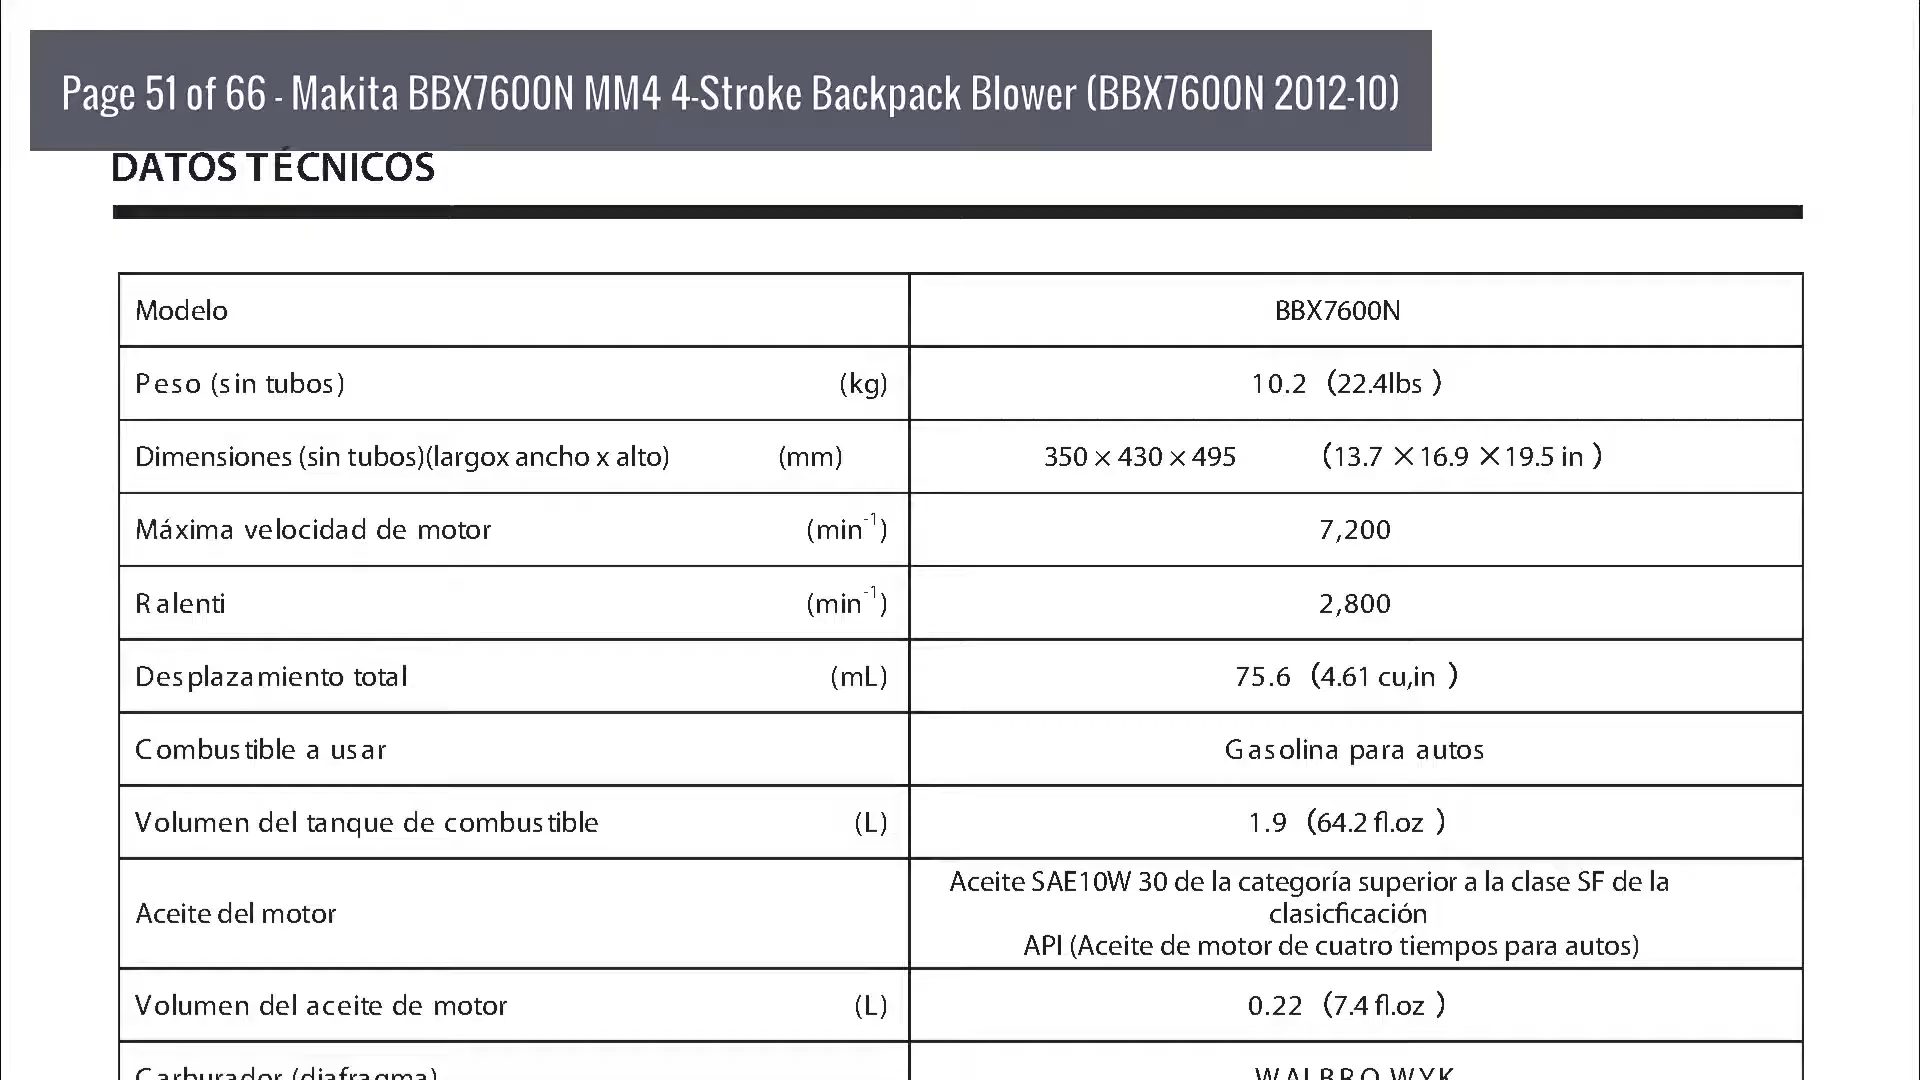 Page 51 of 66 - Makita BBX7600N MM4 4-Stroke Backpack Blower (BBX7600N 2012-10)
DATOS TÉCNICOS
Modelo BBX7600N
Peso (sin tubos) (kg) 10.2 (22.4lbs )
Dimensiones (sin tubos)(largox ancho x alto) (mm) 350 × 430 × 495 (13.7 ×16.9 ×19.5 in )
Máxima velocidad de motor (min⁻¹) 7,200
Ralenti (min⁻¹) 2,800
Desplazamiento total (mL) 75.6 (4.61 cu,in )
Combustible a usar Gasolina para autos
Volumen del tanque de combustible (L) 1.9 (64.2 fl.oz )
Aceite del motor Aceite SAE10W 30 de la categoría superior a la clase SF de la
clasicficación
API (Aceite de motor de cuatro tiempos para autos)
Volumen del aceite de motor (L) 0.22 (7.4 fl.oz )
Carburador (diafragma) WALBRO WYK